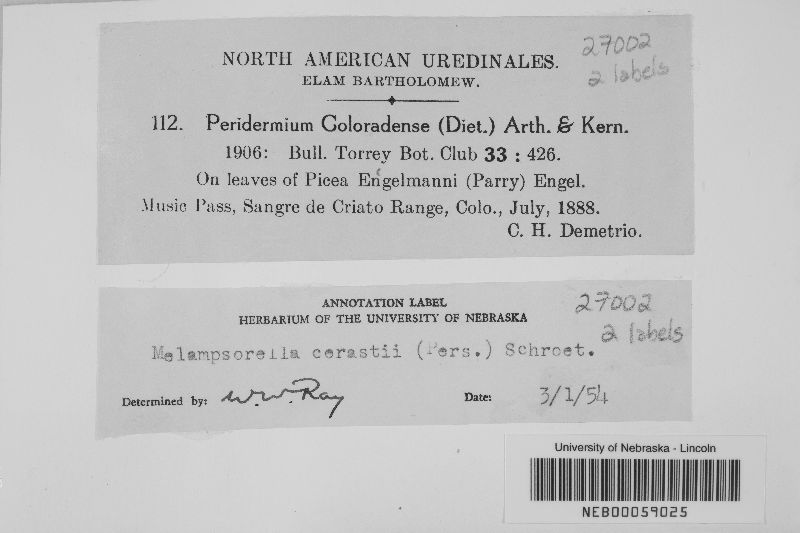 NORTH AMERICAN UREDINALES.
ELAM BARTHOLOMEW.
27002
2 labels
112. Peridermium Coloradense (Diet.) Arth. & Kern.
1906: Bull. Torrey Bot. Club 33 : 426.
On leaves of Picea Engelmanni (Parry) Engel.
Music Pass, Sangre de Criato Range, Colo., July, 1888.
C. H. Demetrio.
ANNOTATION LABEL
HERBARIUM OF THE UNIVERSITY OF NEBRASKA
27002
2 labels
Melampsorella cerastii (Pers.) Schroet.
Determined by: W. W. Ray Date: 3/1/54
University of Nebraska - Lincoln
NEB00059025